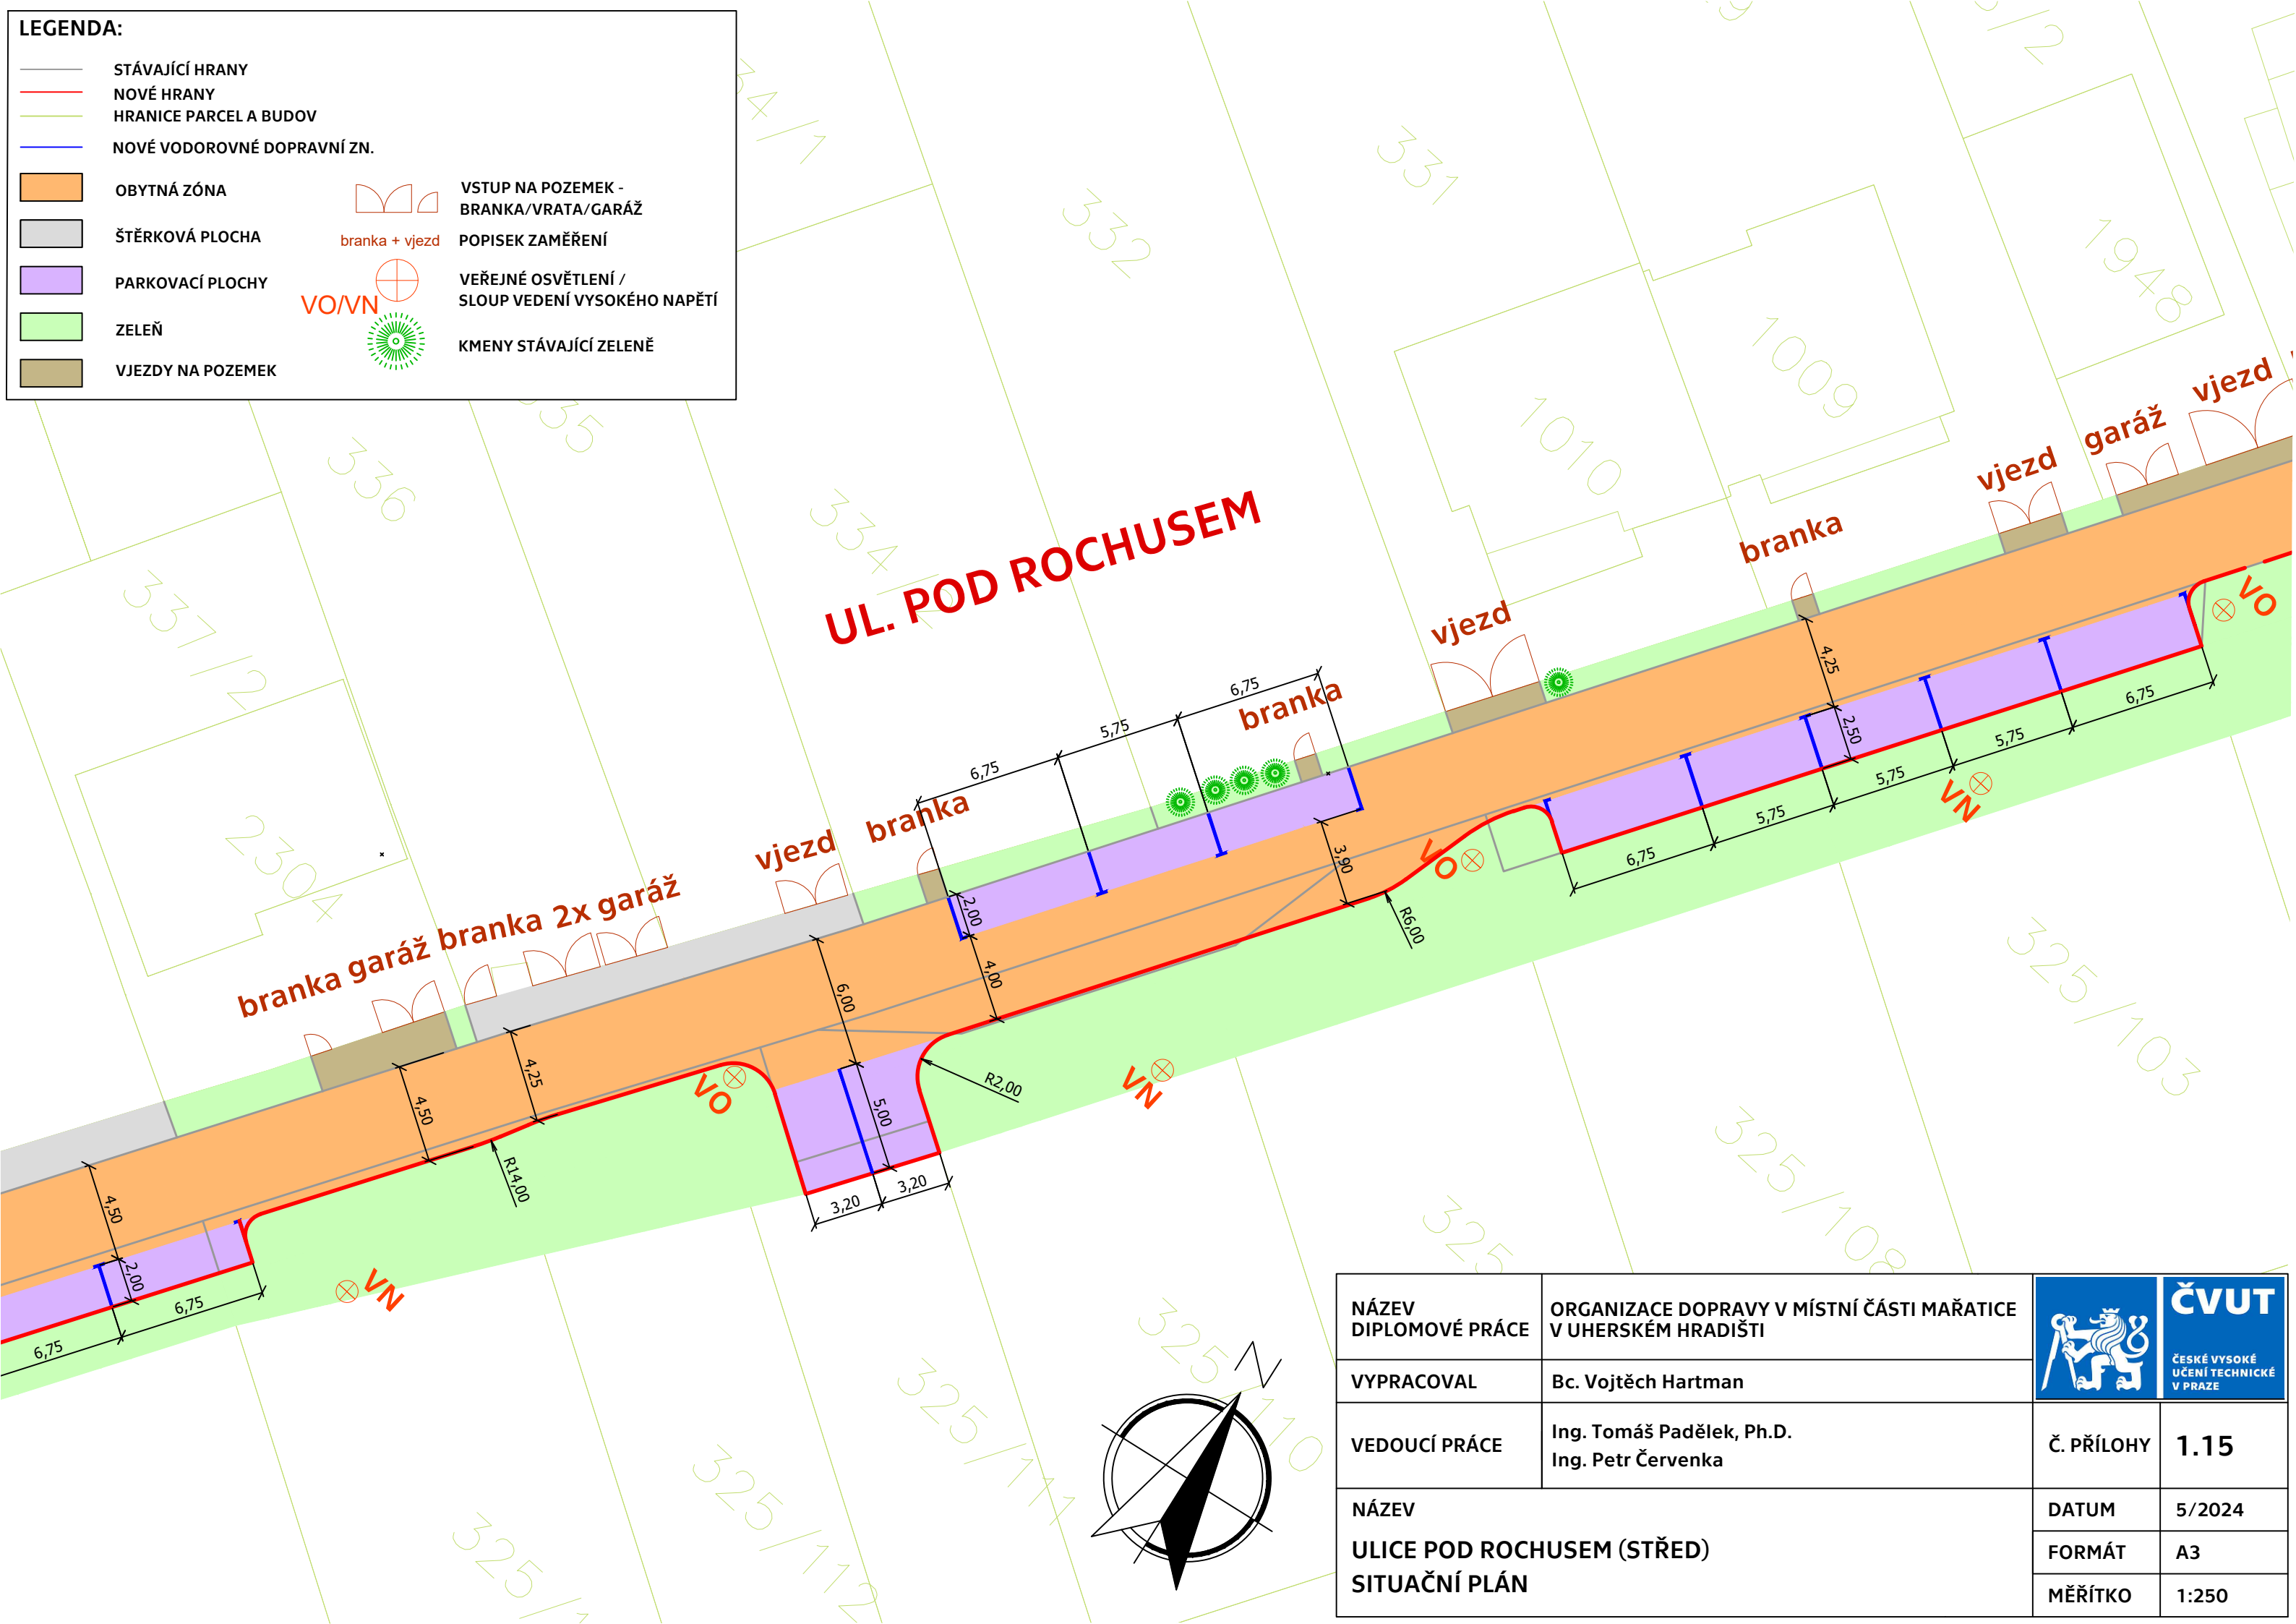 LEGENDA:
STÁVAJÍCÍ HRANY
NOVÉ HRANY
HRANICE PARCEL A BUDOV
NOVÉ VODOROVNÉ DOPRAVNÍ ZN.
OBYTNÁ ZÓNA
ŠTĚRKOVÁ PLOCHA
PARKOVACÍ PLOCHY
ZELEŇ
VJEZDY NA POZEMEK
VSTUP NA POZEMEK -
BRANKA/VRATA/GARÁŽ
branka + vjezd
POPISEK ZAMĚŘENÍ
VO/VN
VEŘEJNÉ OSVĚTLENÍ /
SLOUP VEDENÍ VYSOKÉHO NAPĚTÍ
KMENY STÁVAJÍCÍ ZELENĚ
332
331
1948
1009
1010
336
337/2
2304
UL. POD ROCHUSEM
vjezd
garáž
vjezd
branka
vjezd
branka
branka
vjezd
branka garáž branka 2x garáž
6,75
5,75
6,75
4,25
2,50
6,75
5,75
5,75
5,75
6,75
3,90
R6,00
2,00
4,00
6,00
5,00
R2,00
3,20
3,20
4,25
4,50
R14,00
4,50
2,00
6,75
6,75
VO
VN
VO
VN
VO
VN
325/103
325/108
325/110
325/111
325/112
N
NÁZEV
DIPLOMOVÉ PRÁCE
ORGANIZACE DOPRAVY V MÍSTNÍ ČÁSTI MAŘATICE
V UHERSKÉM HRADIŠTI
VYPRACOVAL
Bc. Vojtěch Hartman
VEDOUCÍ PRÁCE
Ing. Tomáš Padělek, Ph.D.
Ing. Petr Červenka
NÁZEV
ULICE POD ROCHUSEM (STŘED)
SITUAČNÍ PLÁN
ČVUT
ČESKÉ VYSOKÉ
UČENÍ TECHNICKÉ
V PRAZE
Č. PŘÍLOHY
1.15
DATUM
5/2024
FORMÁT
A3
MĚŘÍTKO
1:250